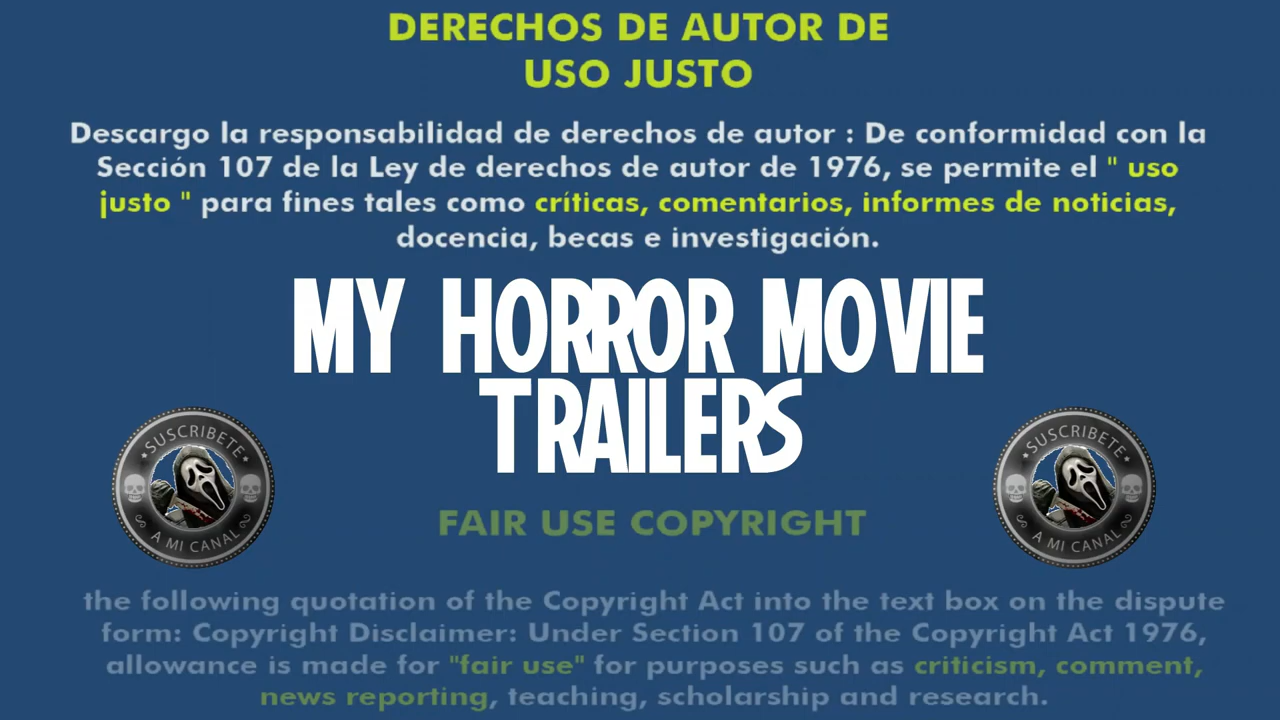 DERECHOS DE AUTOR DE
USO JUSTO
Descargo la responsabilidad de derechos de autor : De conformidad con la
Sección 107 de la Ley de derechos de autor de 1976, se permite el " uso
justo " para fines tales como críticas, comentarios, informes de noticias,
docencia, becas e investigación.
MY HORROR MOVIE
TRAILERS
SUSCRIBETE
A MI CANAL
SUSCRIBETE
A MI CANAL
FAIR USE COPYRIGHT
the following quotation of the Copyright Act into the text box on the dispute
form: Copyright Disclaimer: Under Section 107 of the Copyright Act 1976,
allowance is made for "fair use" for purposes such as criticism, comment,
news reporting, teaching, scholarship and research.